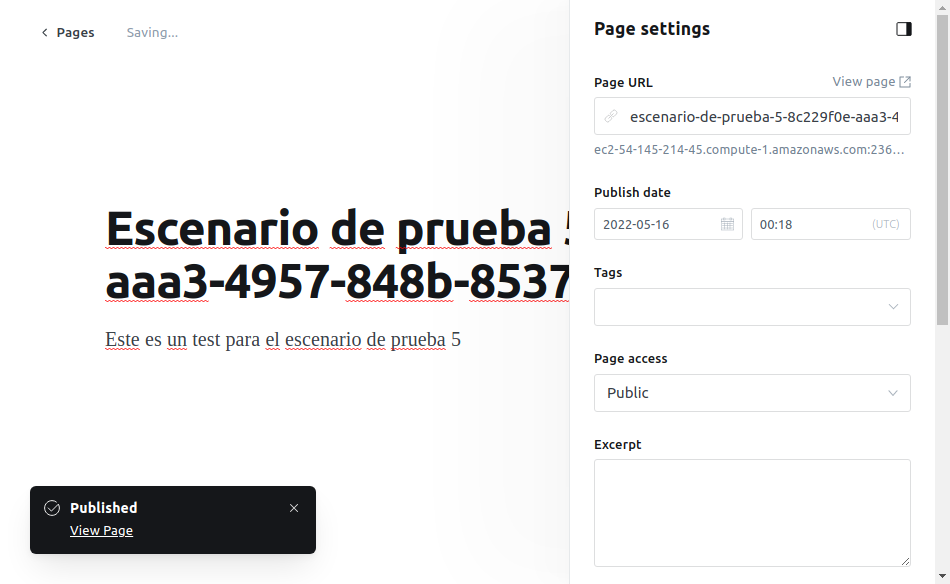 Pages
Saving...
Escenario de prueba
aaa3-4957-848b-8537
Este es un test para el escenario de prueba 5
Published
View Page
Page settings
Page URL
View page
escenario-de-prueba-5-8c229f0e-aaa3-4
ec2-54-145-214-45.compute-1.amazonaws.com:236...
Publish date
2022-05-16
00:18
(UTC)
Tags
Page access
Public
Excerpt